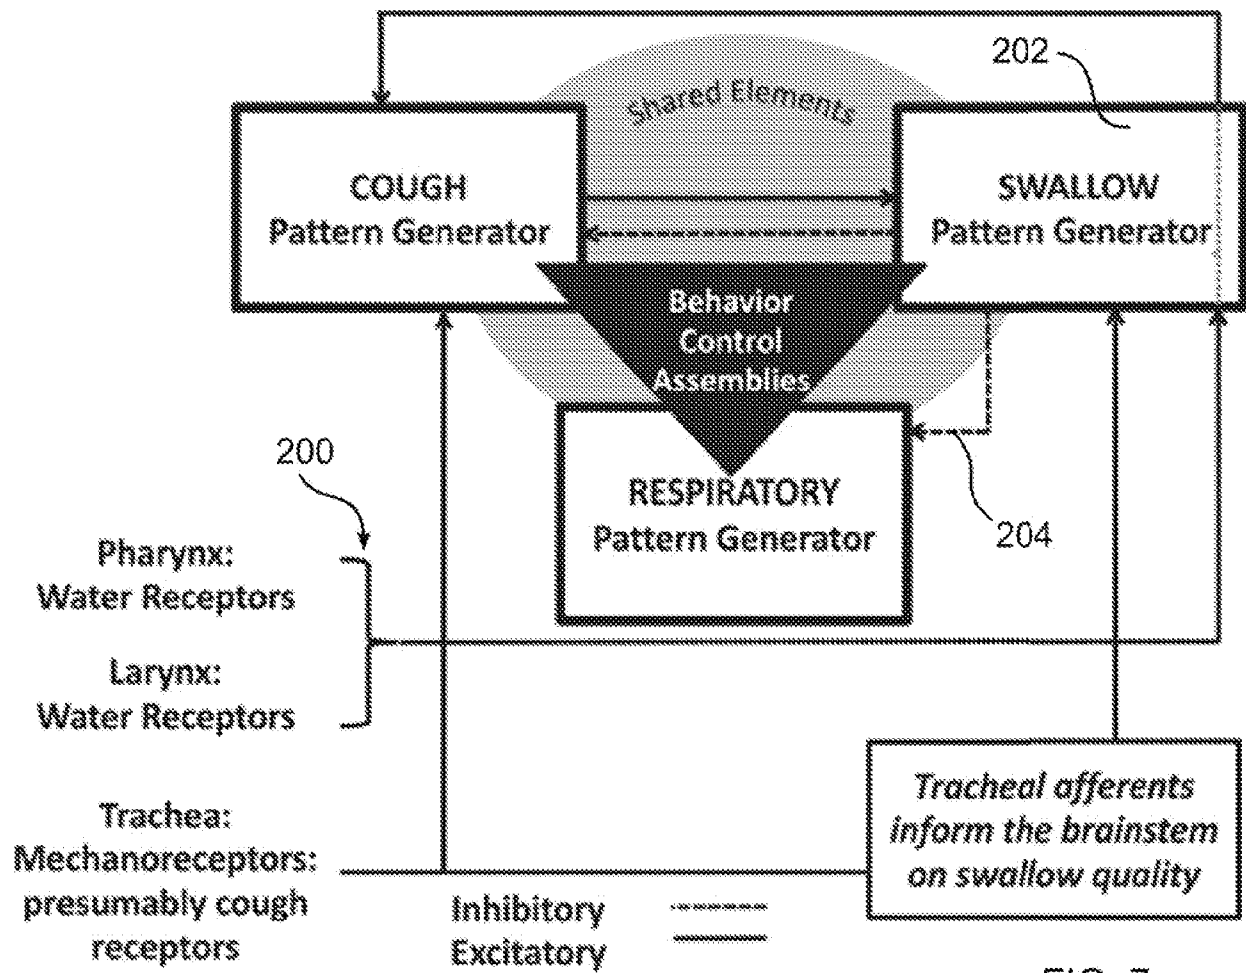 202
Shared Elements
COUGH
Pattern Generator
SWALLOW
Pattern Generator
Behavior
Control
Assemblies
200
RESPIRATORY
Pattern Generator
204
Pharynx:
Water Receptors
Larynx:
Water Receptors
Trachea:
Mechanoreceptors:
presumably cough
receptors
Tracheal afferents
inform the brainstem
on swallow quality
Inhibitory
Excitatory